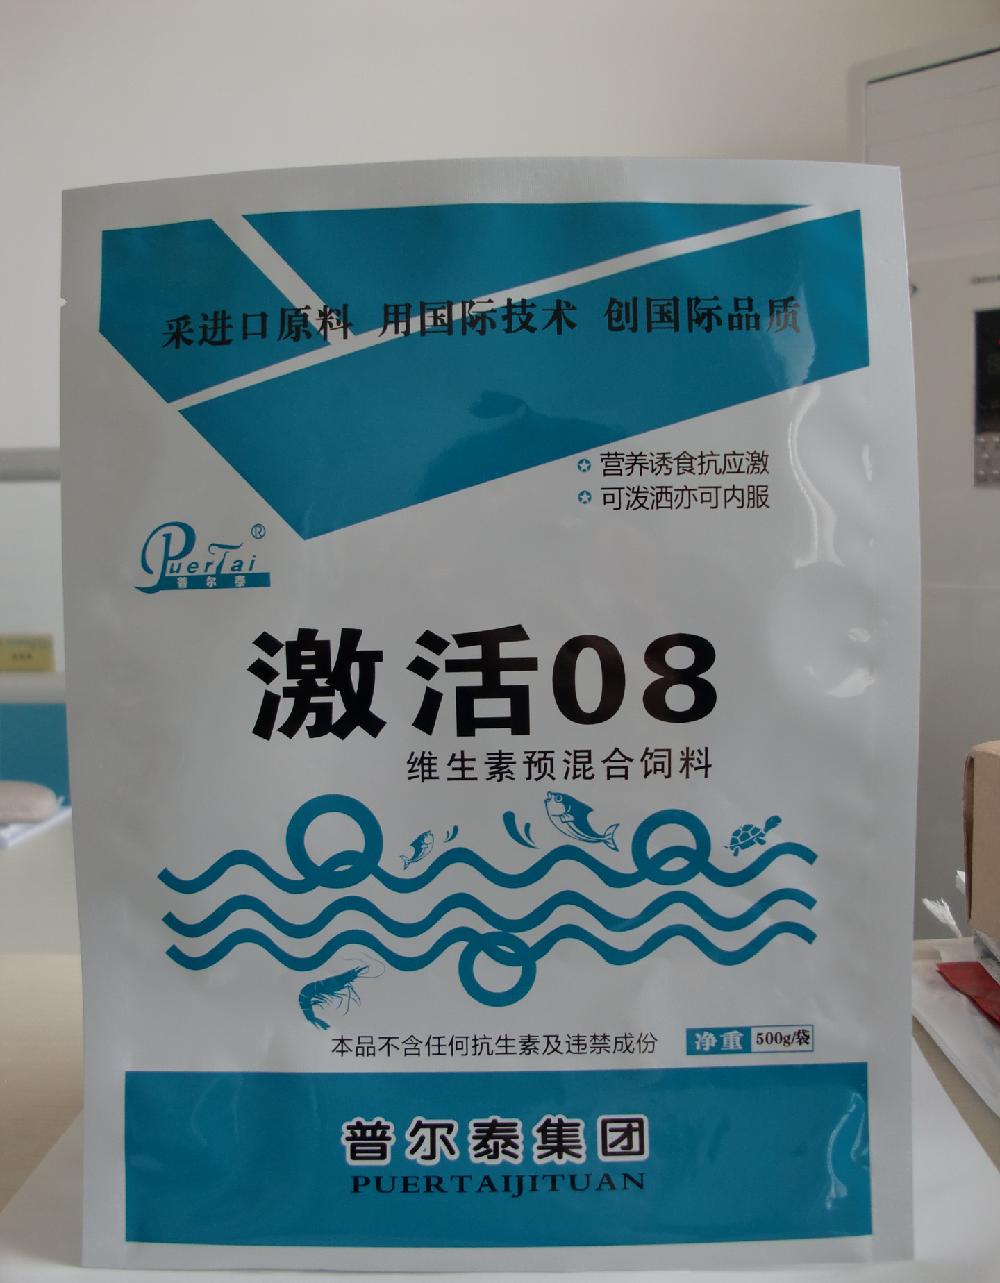 采进口原料 用国际技术 创国际品质
营养诱食抗应激
可泼洒亦可内服
PuerTai®
普尔泰
激活08
维生素预混合饲料
本品不含任何抗生素及违禁成份 净重 500g/袋
普尔泰集团
PUERTAIJITUAN